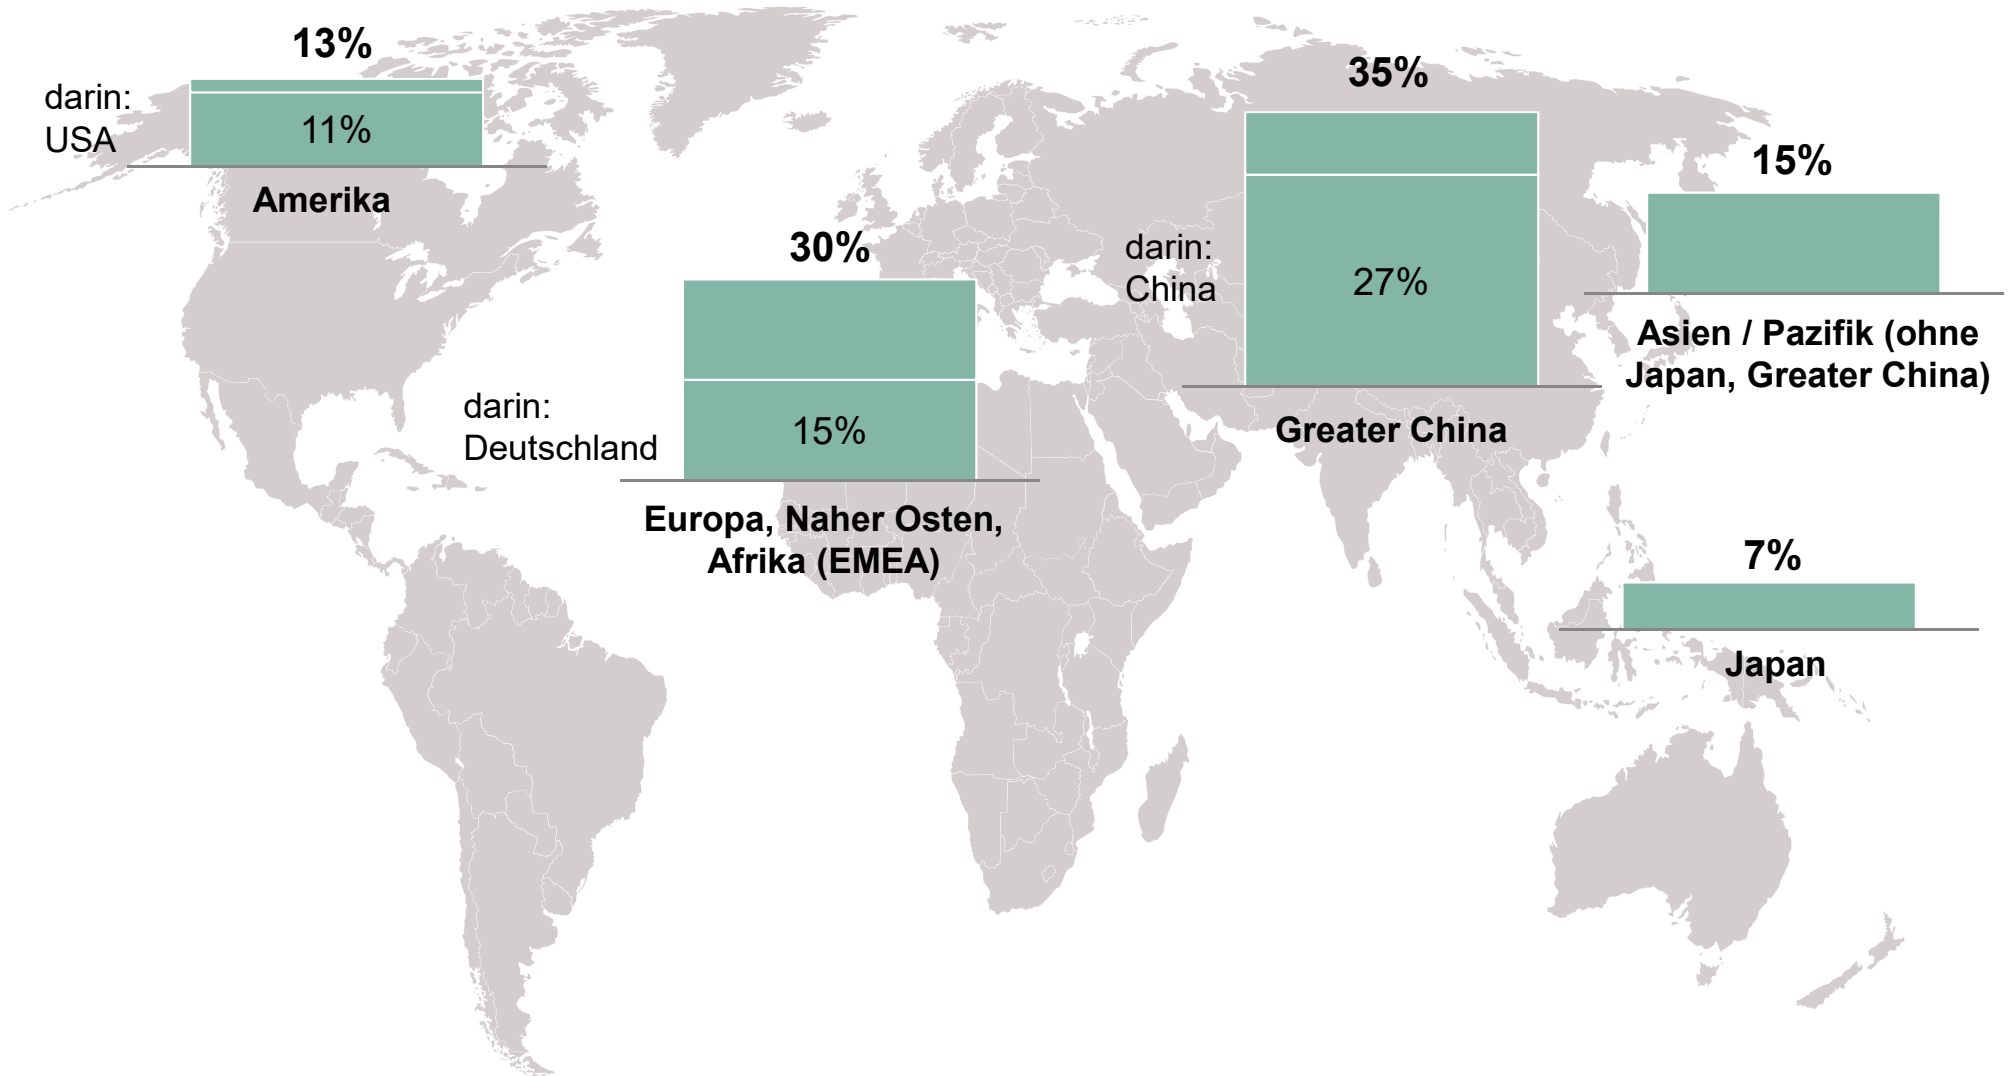 13%
darin:
USA
11%
Amerika
30%
darin:
Deutschland
15%
Europa, Naher Osten,
Afrika (EMEA)
35%
darin:
China
27%
Greater China
15%
Asien / Pazifik (ohne
Japan, Greater China)
7%
Japan